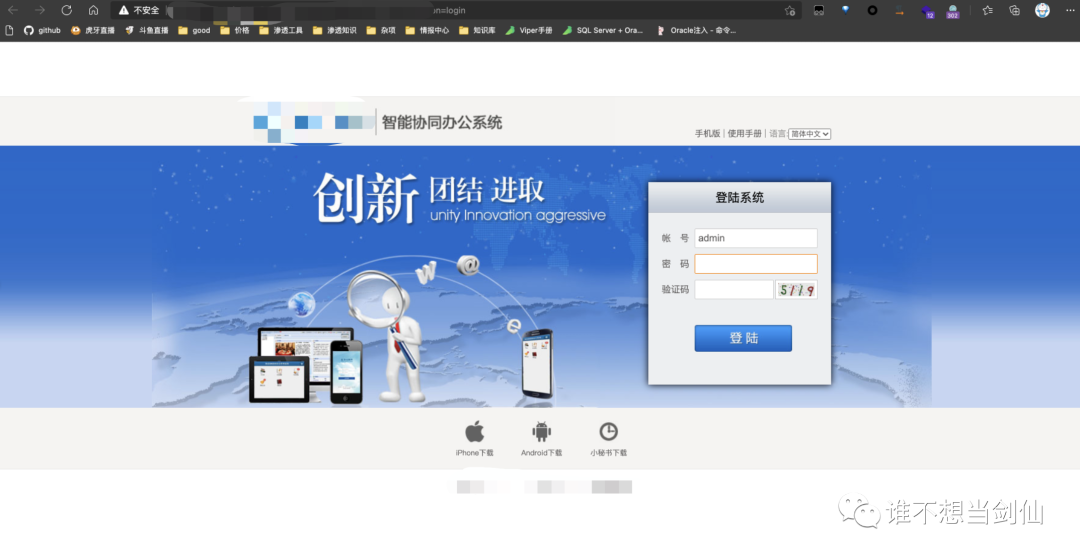 不安全 n=login
github 虎牙直播 斗鱼直播 good 价格 渗透工具 渗透知识 杂项 情报中心 知识库 Viper手册 SQL Server + Ora... Oracle注入 - 命令...
12 302
智能协同办公系统
手机版 | 使用手册 | 语言: 简体中文
创新 团结 进取
unity Innovation aggressive
登陆系统
帐 号 admin
密 码
验证码 5119
登 陆
iPhone下载 Android下载 小秘书下载
谁不想当剑仙